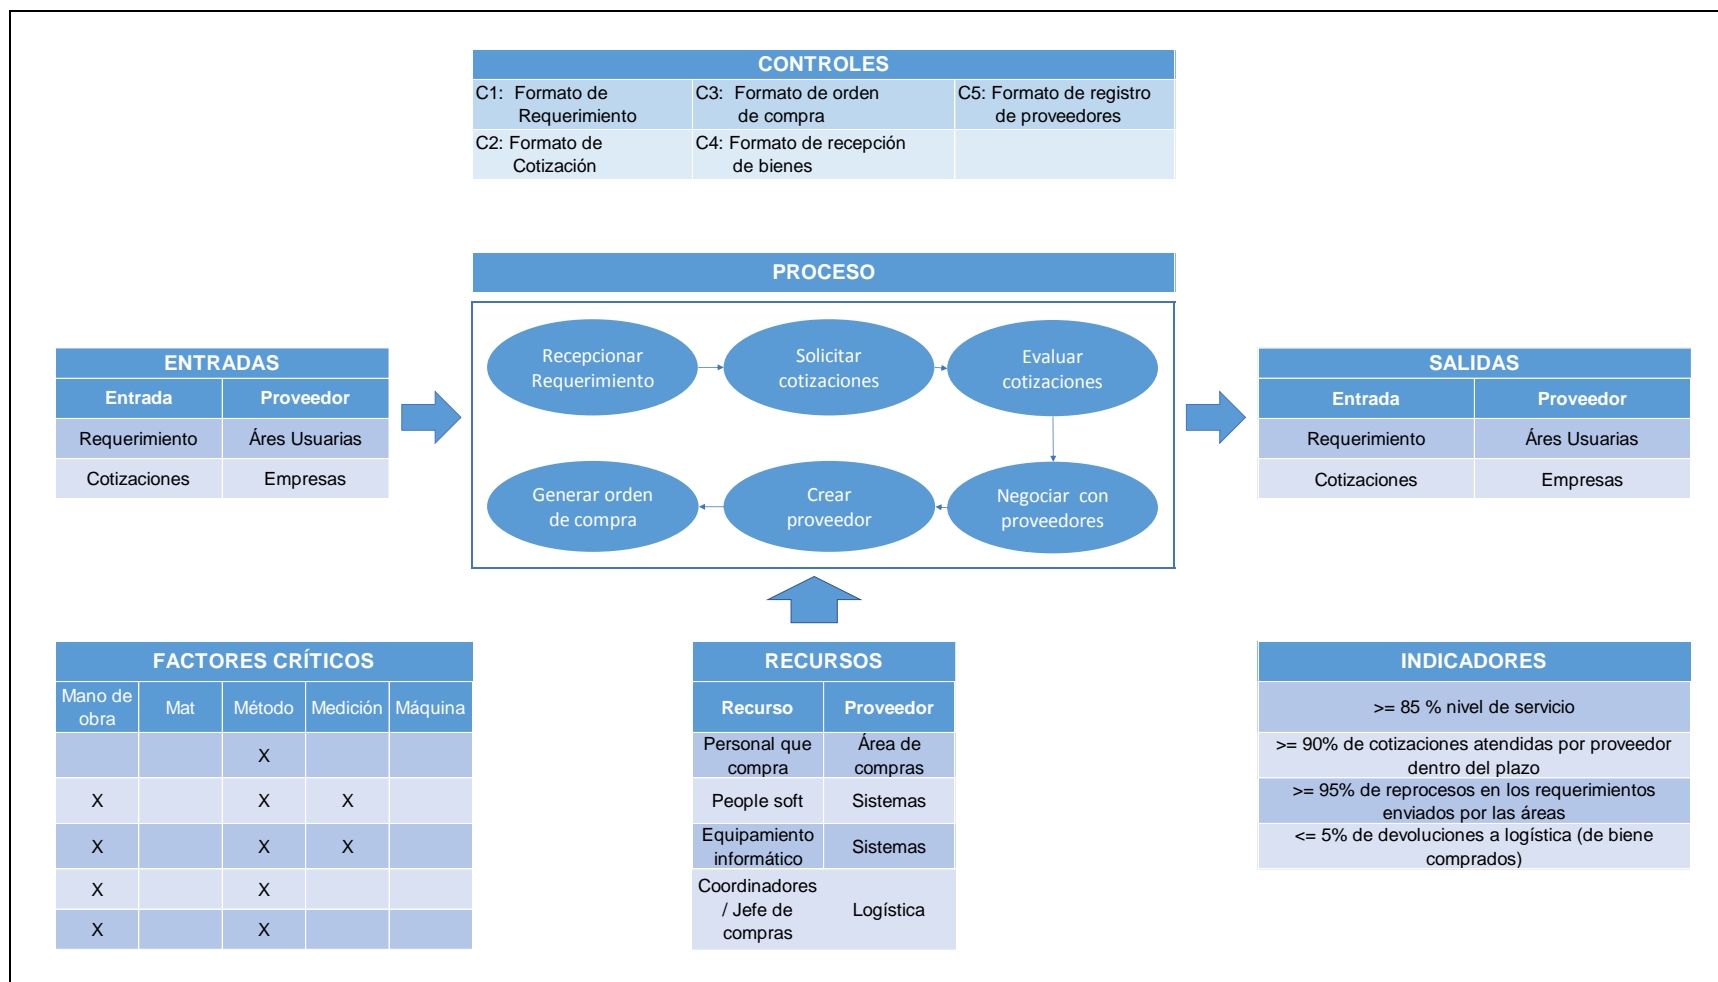 CONTROLES
C1: Formato de
Requerimiento
C3: Formato de orden
de compra
C5: Formato de registro
de proveedores
C2: Formato de
Cotización
C4: Formato de recepción
de bienes
PROCESO
Recepcionar
Requerimiento
Solicitar
cotizaciones
Evaluar
cotizaciones
Generar orden
de compra
Crear
proveedor
Negociar con
proveedores
ENTRADAS
Entrada Proveedor
Requerimiento Áres Usuarias
Cotizaciones Empresas
SALIDAS
Entrada Proveedor
Requerimiento Áres Usuarias
Cotizaciones Empresas
FACTORES CRÍTICOS
Mano de
obra
Mat Método Medición Máquina
X
X X X
X X X
X X
X X
RECURSOS
Recurso Proveedor
Personal que
compra
Área de
compras
People soft Sistemas
Equipamiento
informático
Sistemas
Coordinadores
/ Jefe de
compras
Logística
INDICADORES
>= 85 % nivel de servicio
>= 90% de cotizaciones atendidas por proveedor
dentro del plazo
>= 95% de reprocesos en los requerimientos
enviados por las áreas
<= 5% de devoluciones a logística (de biene
comprados)